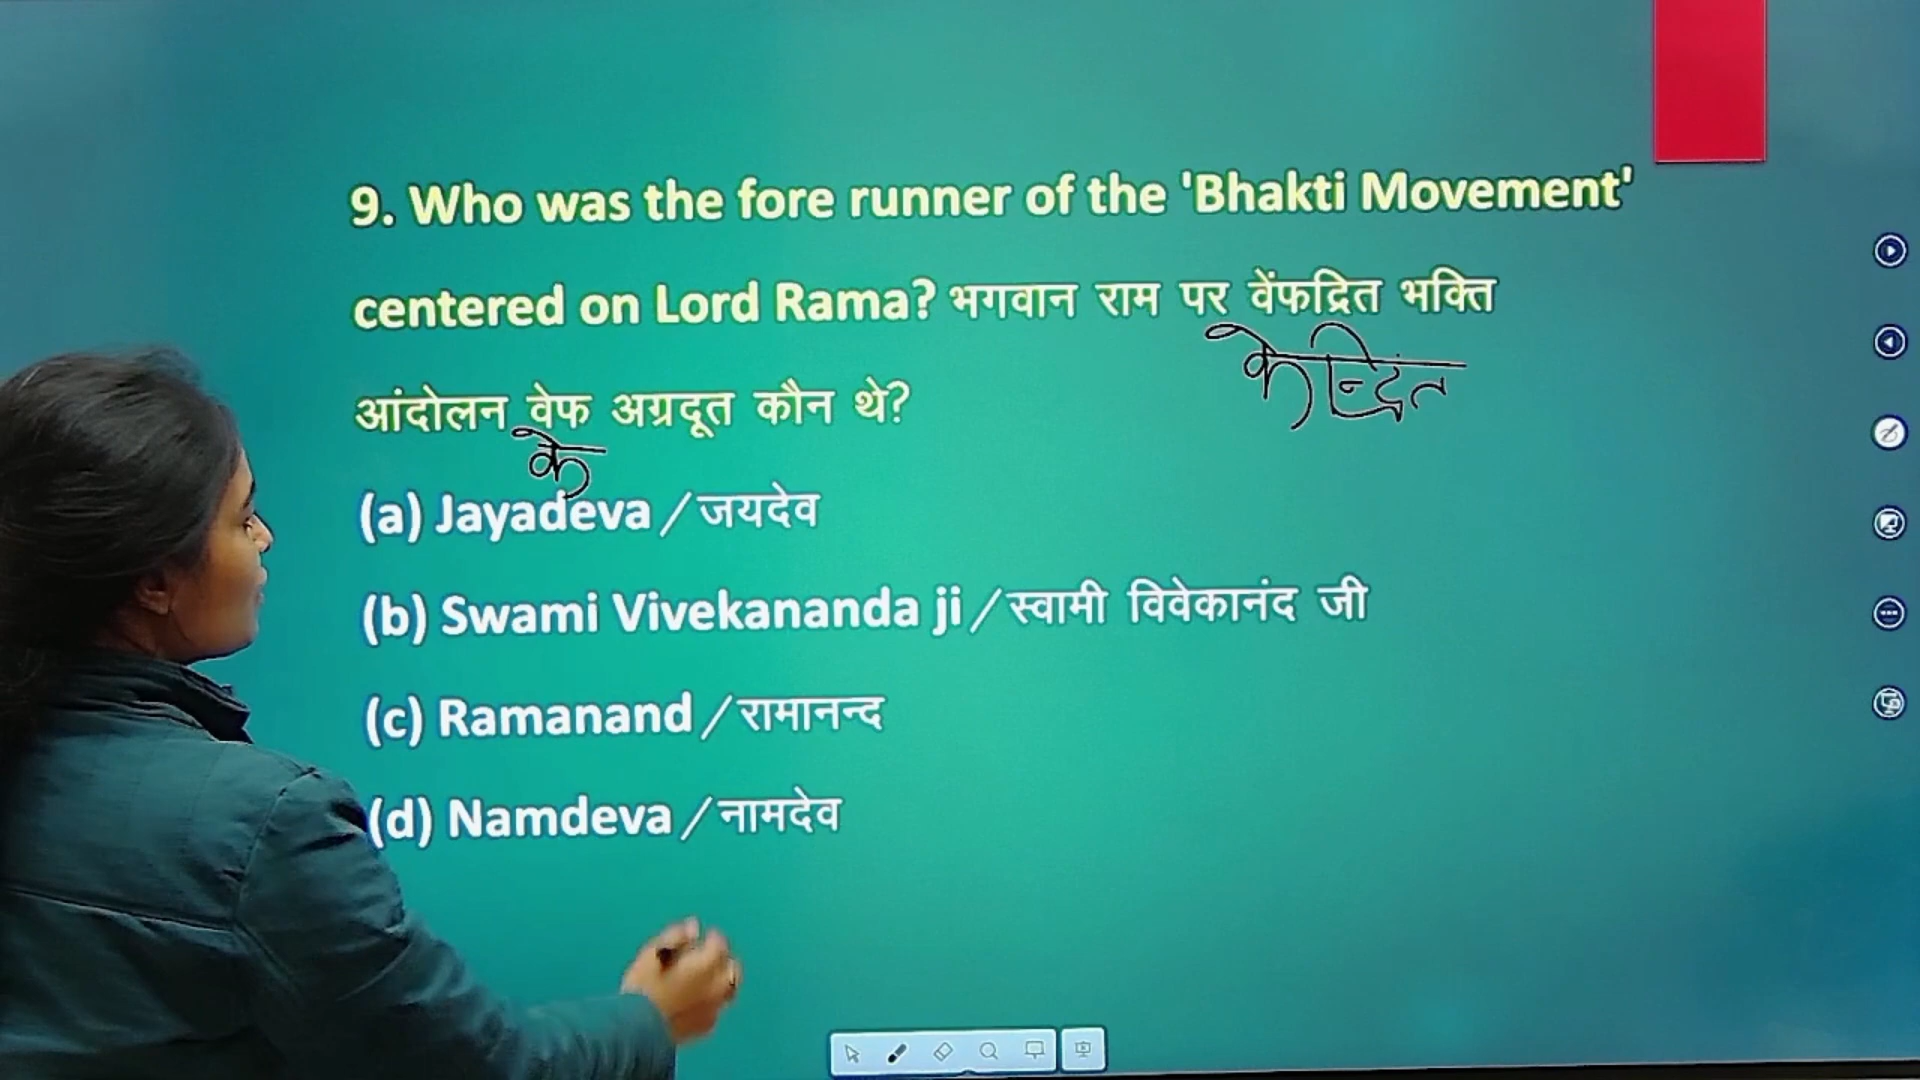 9. Who was the fore runner of the 'Bhakti Movement'
centered on Lord Rama? भगवान राम पर वेंफद्रित भक्ति
केन्द्रित
आंदोलन वेफ अग्रदूत कौन थे?
के
(a) Jayadeva / जयदेव
(b) Swami Vivekananda ji / स्वामी विवेकानंद जी
(c) Ramanand / रामानन्द
(d) Namdeva / नामदेव